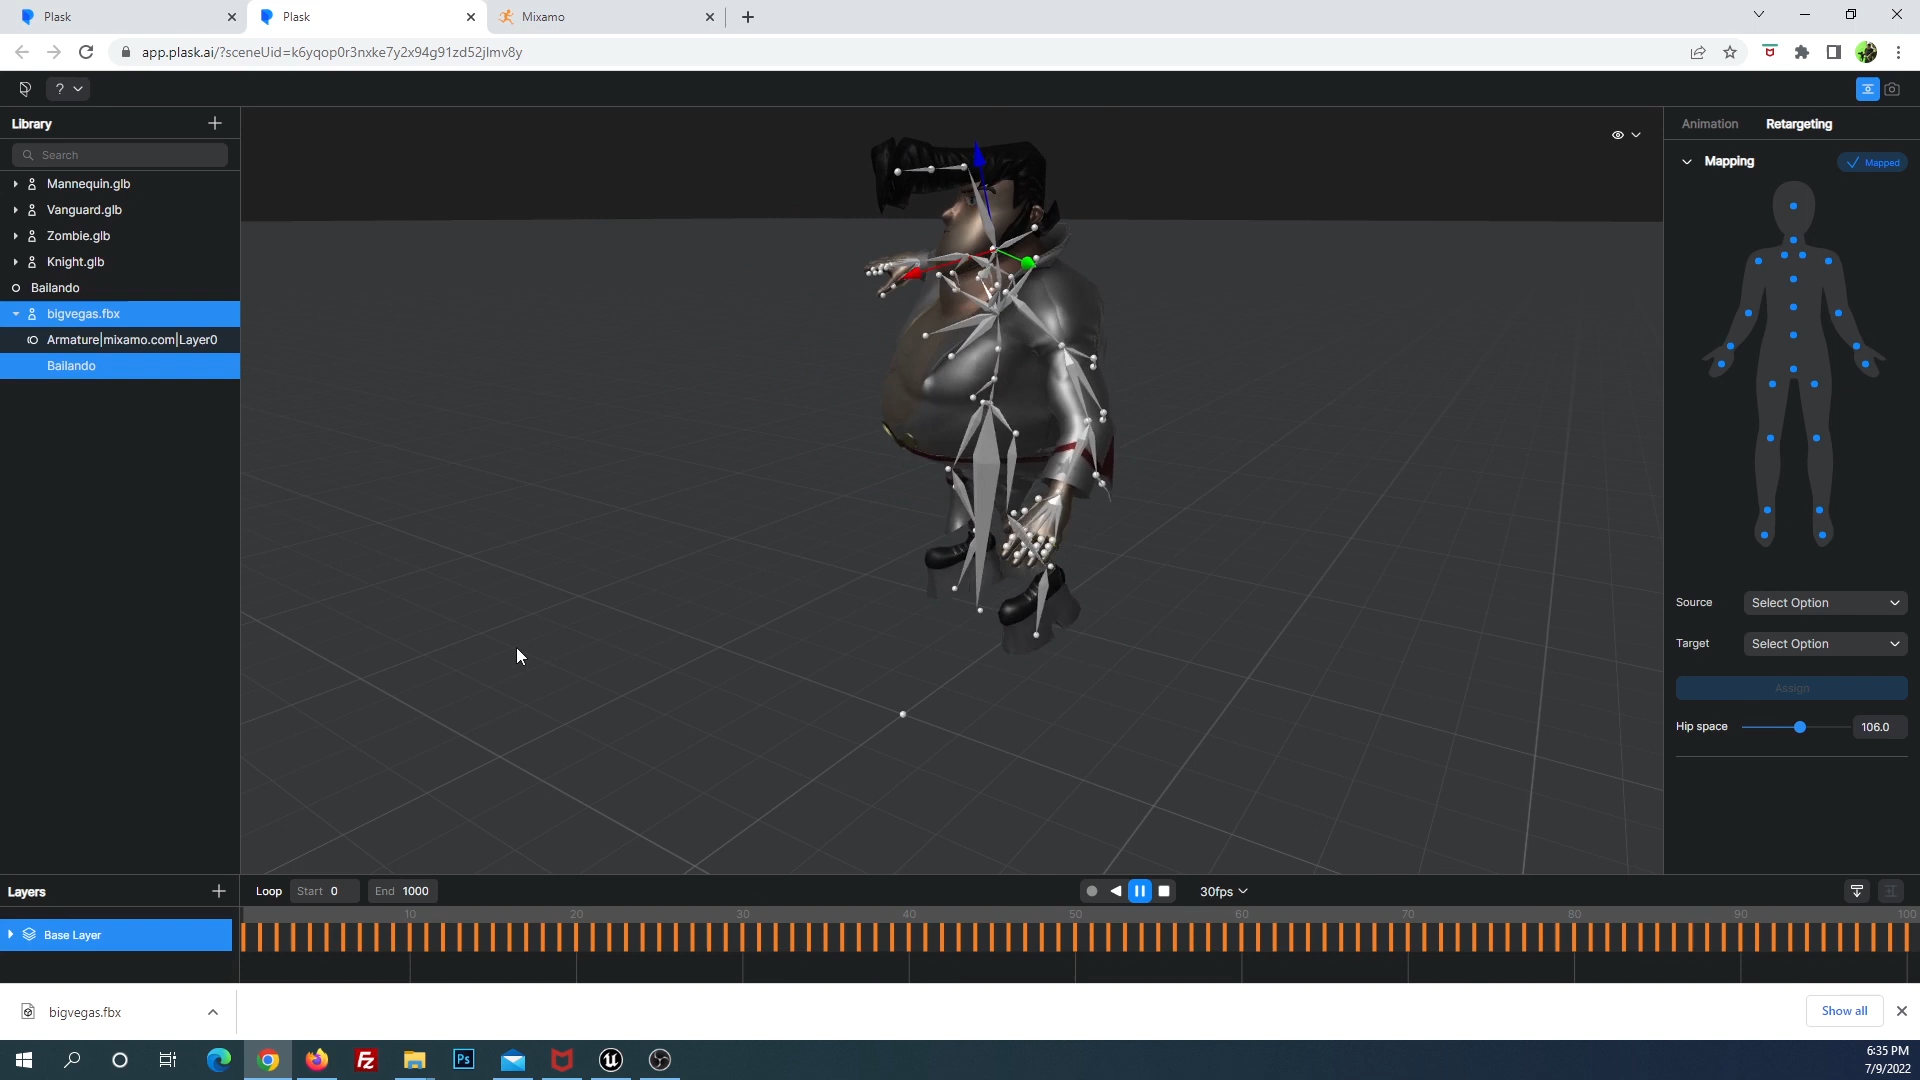 Plask
Plask
Mixamo
app.plask.ai/?sceneUid=k6yqop0r3nxke7y2x94g91zd52jlmv8y
?
Library
Search
Mannequin.glb
Vanguard.glb
Zombie.glb
Knight.glb
Bailando
bigvegas.fbx
Armature|mixamo.com|Layer0
Bailando
Animation Retargeting
Mapping Mapped
Source Select Option
Target Select Option
Assign
Hip space 106.0
Layers
Loop Start 0 End 1000 30fps
10 20 30 40 50 60 70 80 90 100
Base Layer
bigvegas.fbx
Show all
Fz
Ps
6:35 PM
7/9/2022